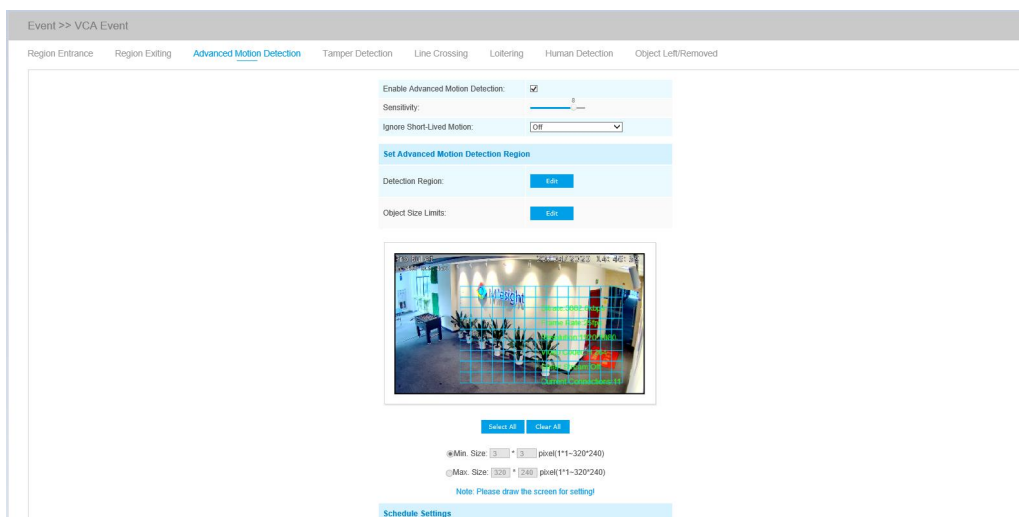 Event >> VCA Event
Region Entrance Region Exiting Advanced Motion Detection Tamper Detection Line Crossing Loitering Human Detection Object Left/Removed
Enable Advanced Motion Detection:
8
Sensitivity:
Ignore Short-Lived Motion: Off
Set Advanced Motion Detection Region
Detection Region: Edit
Object Size Limits: Edit
Milesight
Select All Clear All
Min. Size: 3 * 3 pixel(1*1~320*240)
Max. Size: 320 * 240 pixel(1*1~320*240)
Note: Please draw the screen for setting!
Schedule Settings